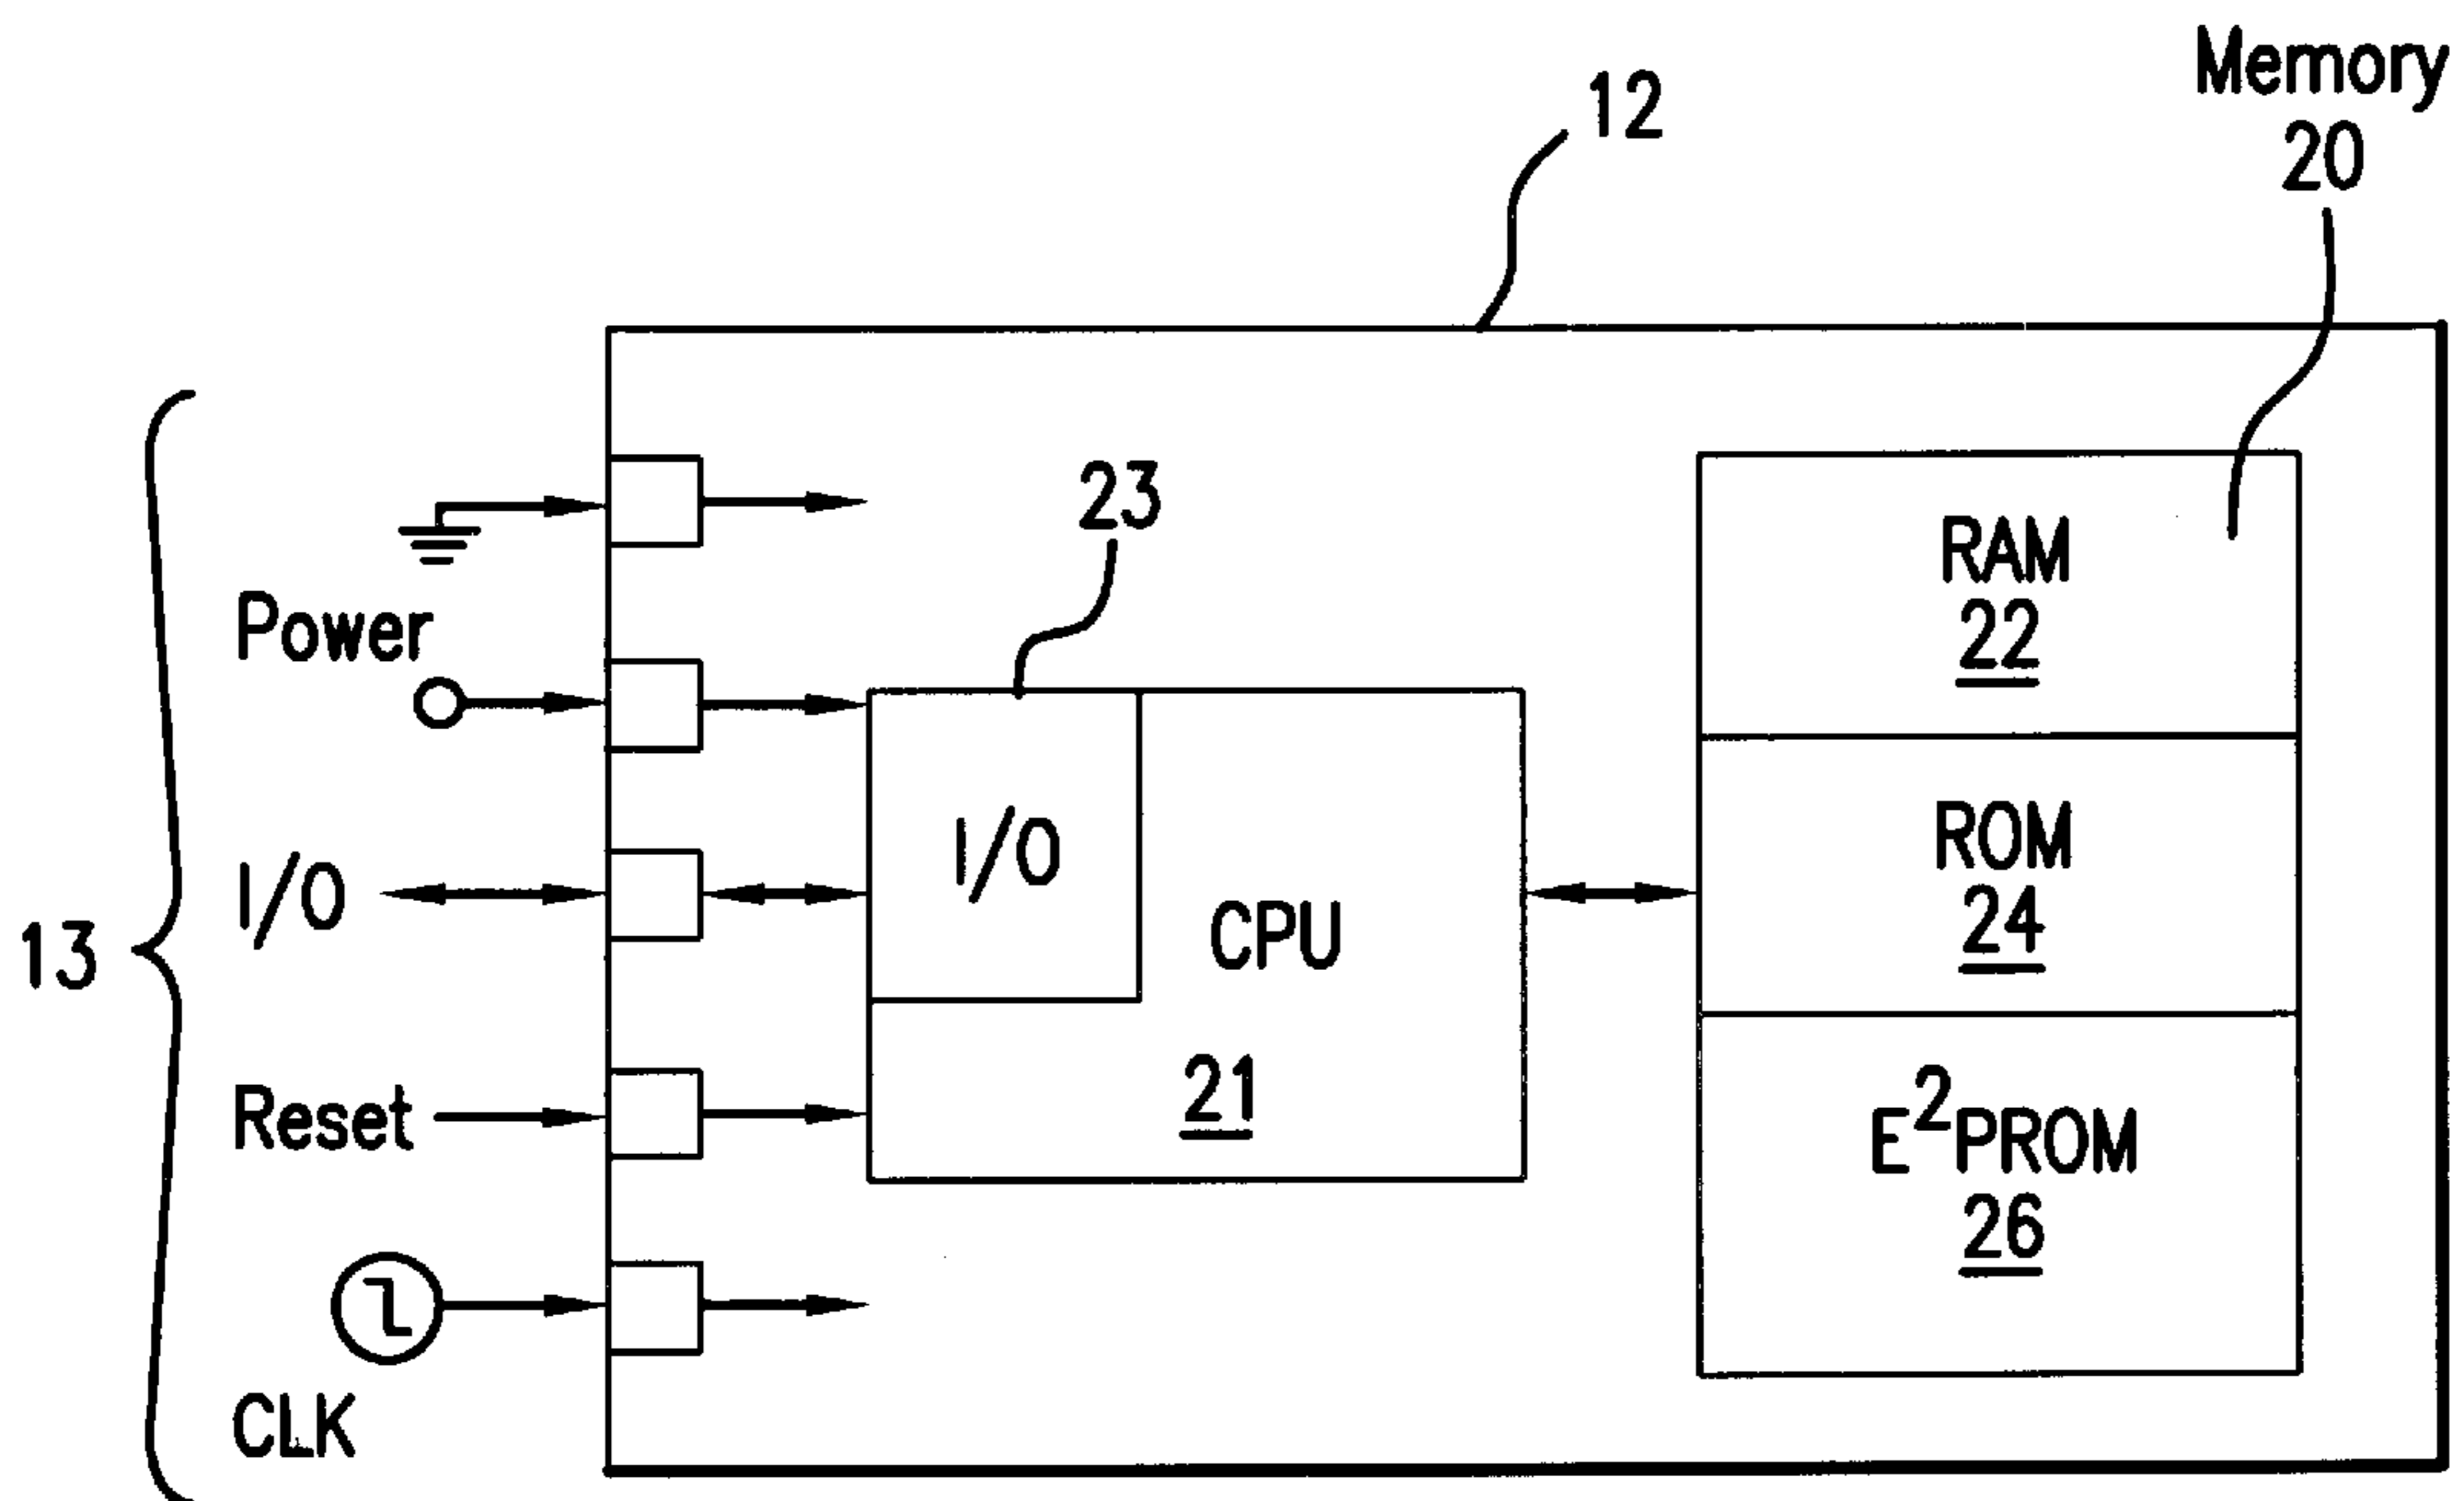 Memory
20
12
23
Power
I/O
Reset
CLK
13
I/O
CPU
21
RAM
22
ROM
24
E²PROM
26